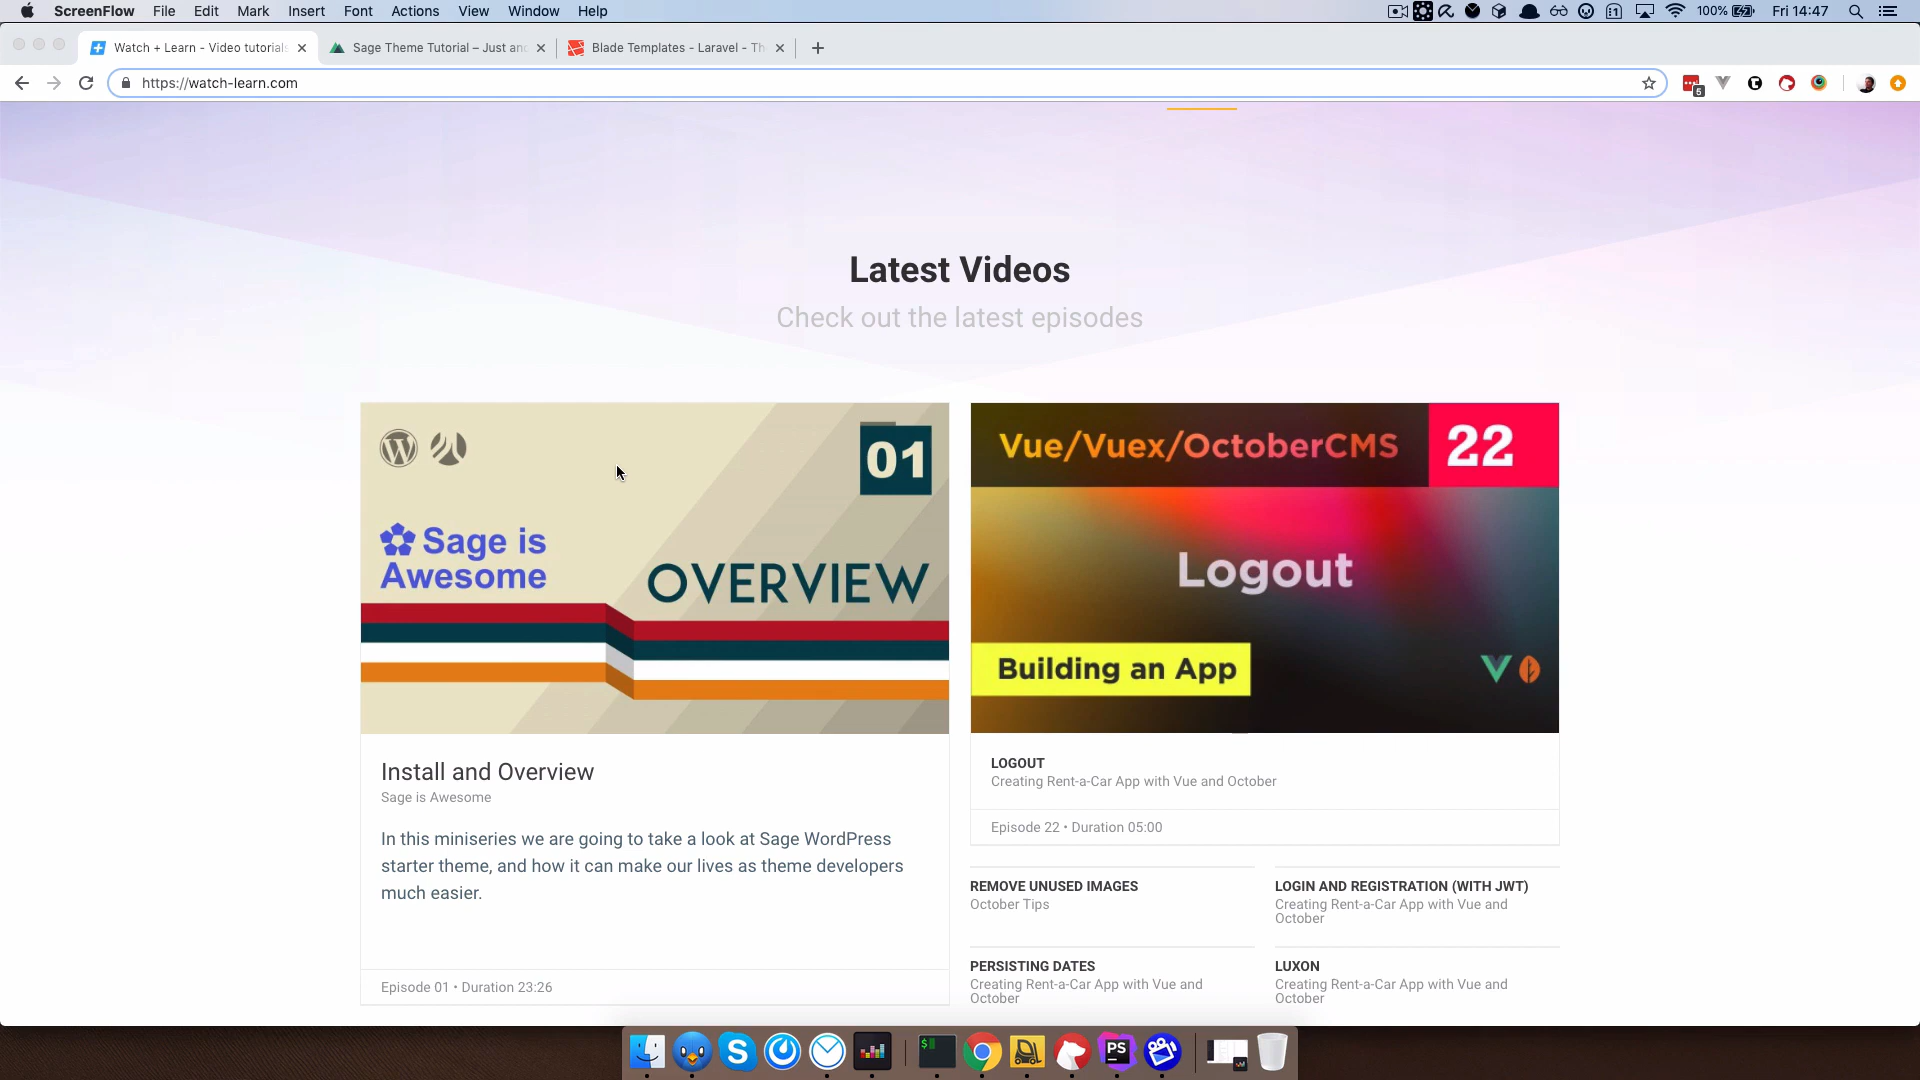 ScreenFlow File Edit Mark Insert Font Actions View Window Help
100% Fri 14:47
Watch + Learn - Video tutorials
Sage Theme Tutorial – Just an
Blade Templates - Laravel - Th
https://watch-learn.com
5
Latest Videos
Check out the latest episodes
01
Sage is
Awesome
OVERVIEW
Install and Overview
Sage is Awesome
In this miniseries we are going to take a look at Sage WordPress
starter theme, and how it can make our lives as theme developers
much easier.
Episode 01 • Duration 23:26
Vue/Vuex/OctoberCMS
22
Logout
Building an App
LOGOUT
Creating Rent-a-Car App with Vue and October
Episode 22 • Duration 05:00
REMOVE UNUSED IMAGES
October Tips
LOGIN AND REGISTRATION (WITH JWT)
Creating Rent-a-Car App with Vue and
October
PERSISTING DATES
Creating Rent-a-Car App with Vue and
October
LUXON
Creating Rent-a-Car App with Vue and
October
$
PS